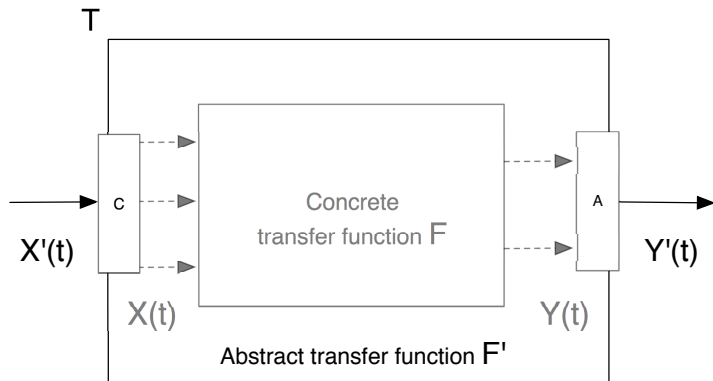 T
C
Concrete
transfer function F
A
X'(t)
Y'(t)
X(t)
Y(t)
Abstract transfer function F'